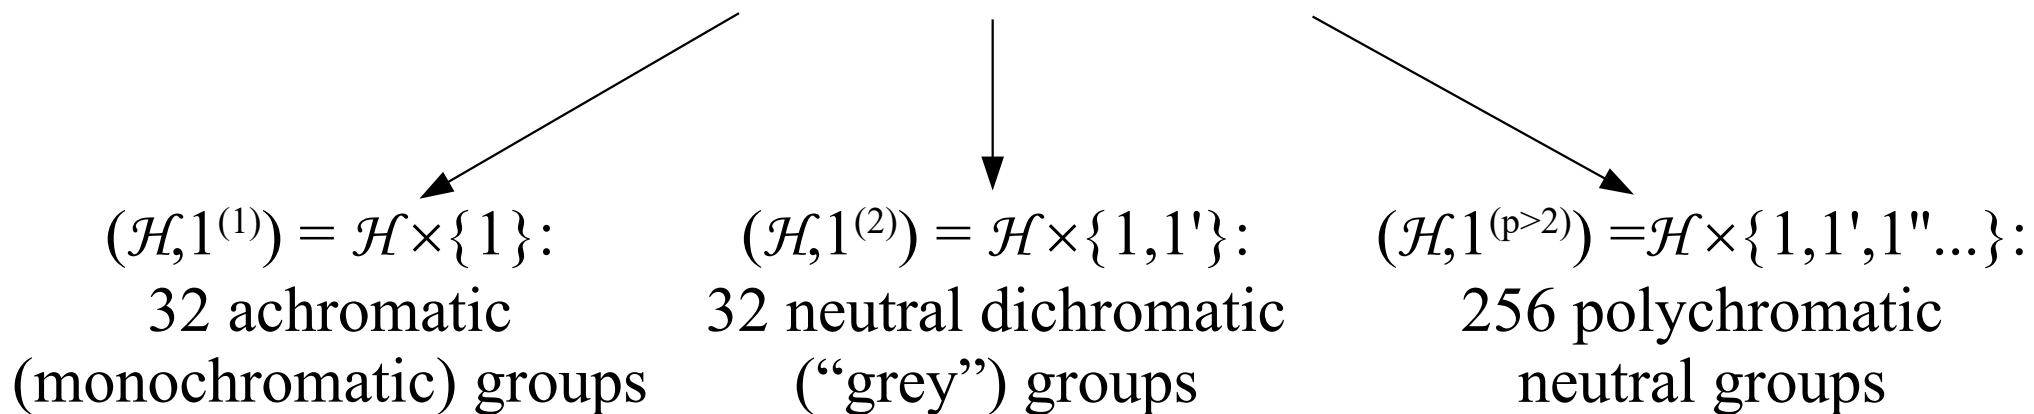 (ℋ,1⁽¹⁾) = ℋ×{1}:
32 achromatic
(monochromatic) groups
(ℋ,1⁽²⁾) = ℋ×{1,1'}:
32 neutral dichromatic
(“grey”) groups
(ℋ,1⁽ᵖ˃²⁾) =ℋ×{1,1',1"...}:
256 polychromatic
neutral groups